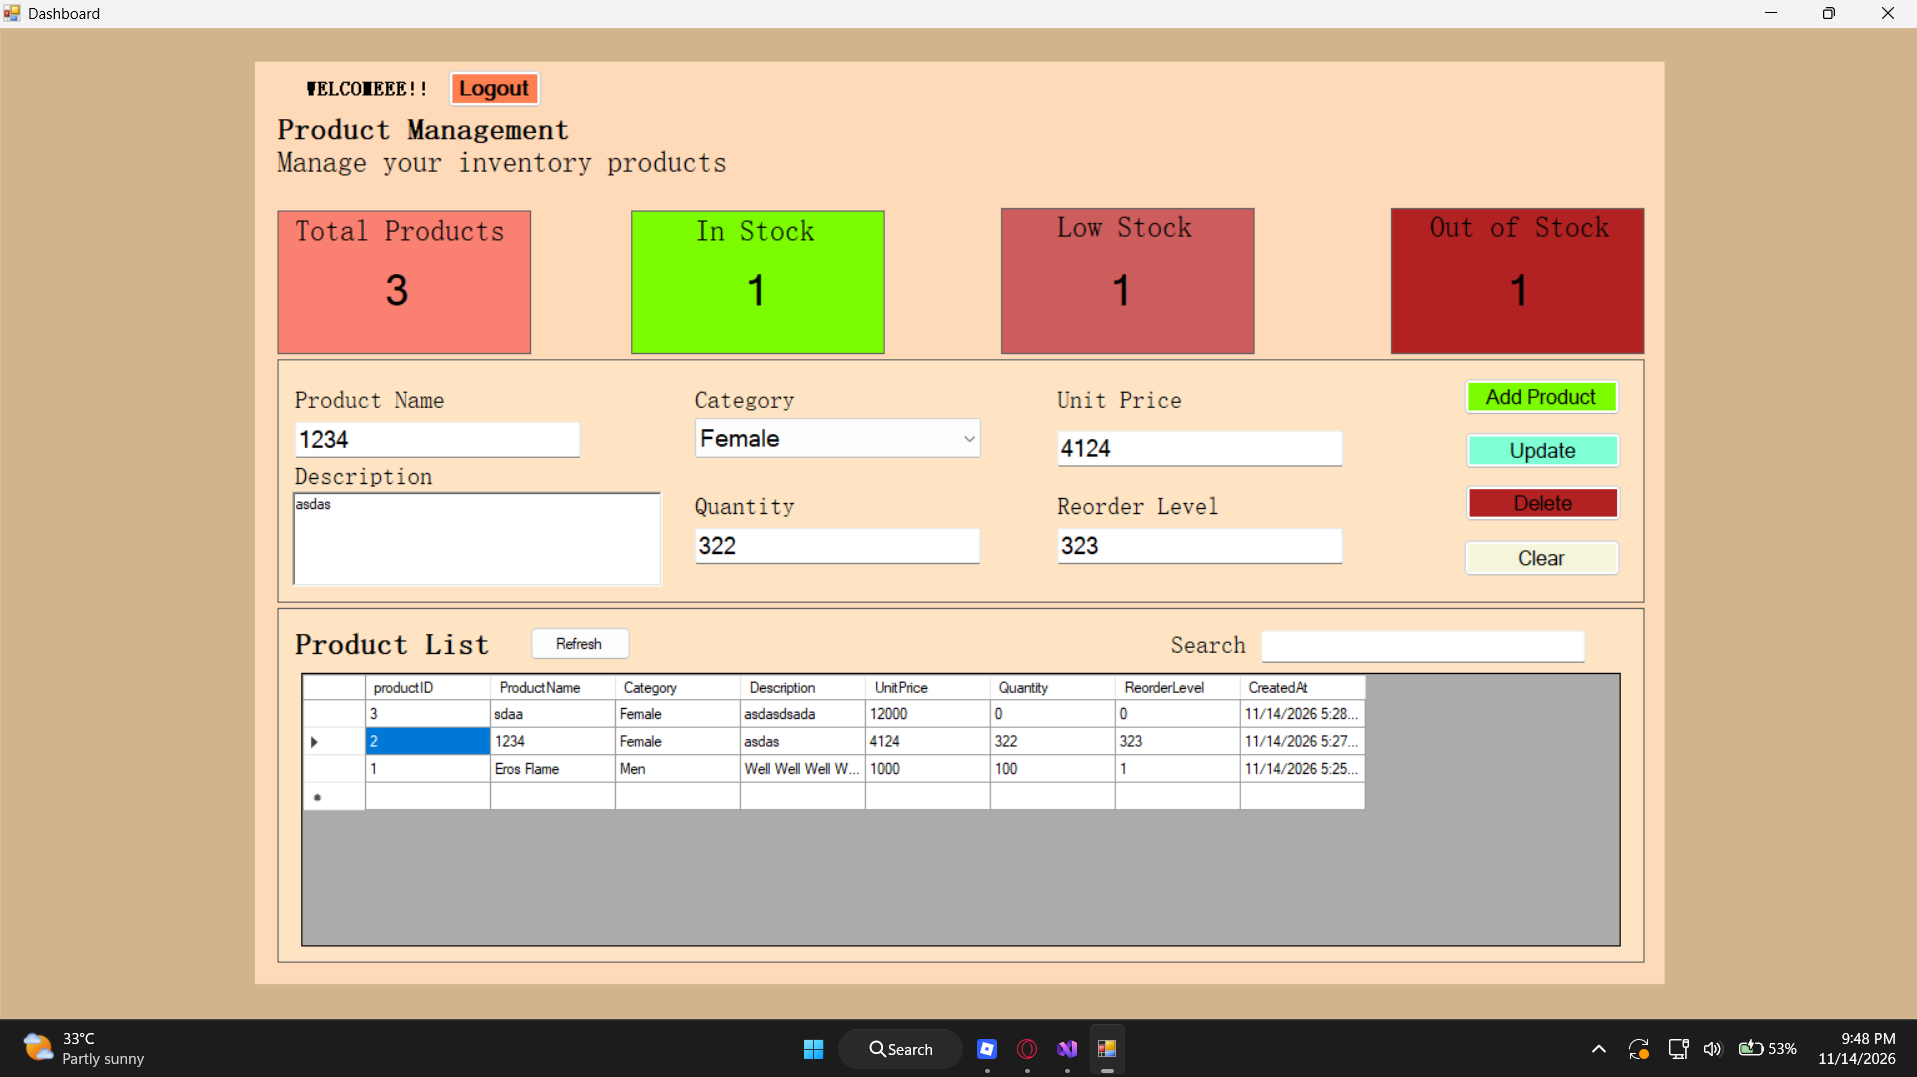 Dashboard
WELCOMEEE!! Logout
Product Management
Manage your inventory products
Total Products In Stock Low Stock Out of Stock
3 1 1 1
Product Name Category Unit Price Add Product
1234 Female 4124 Update
Description
asdas
Quantity Reorder Level Delete
322 323 Clear
Product List Refresh Search
productID ProductName Category Description UnitPrice Quantity ReorderLevel CreatedAt
3 sdaa Female asdasdsada 12000 0 0 11/14/2026 5:28...
2 1234 Female asdas 4124 322 323 11/14/2026 5:27...
1 Eros Flame Men Well Well Well W... 1000 100 1 11/14/2026 5:25...
33°C
Partly sunny
Search
53%
9:48 PM
11/14/2026